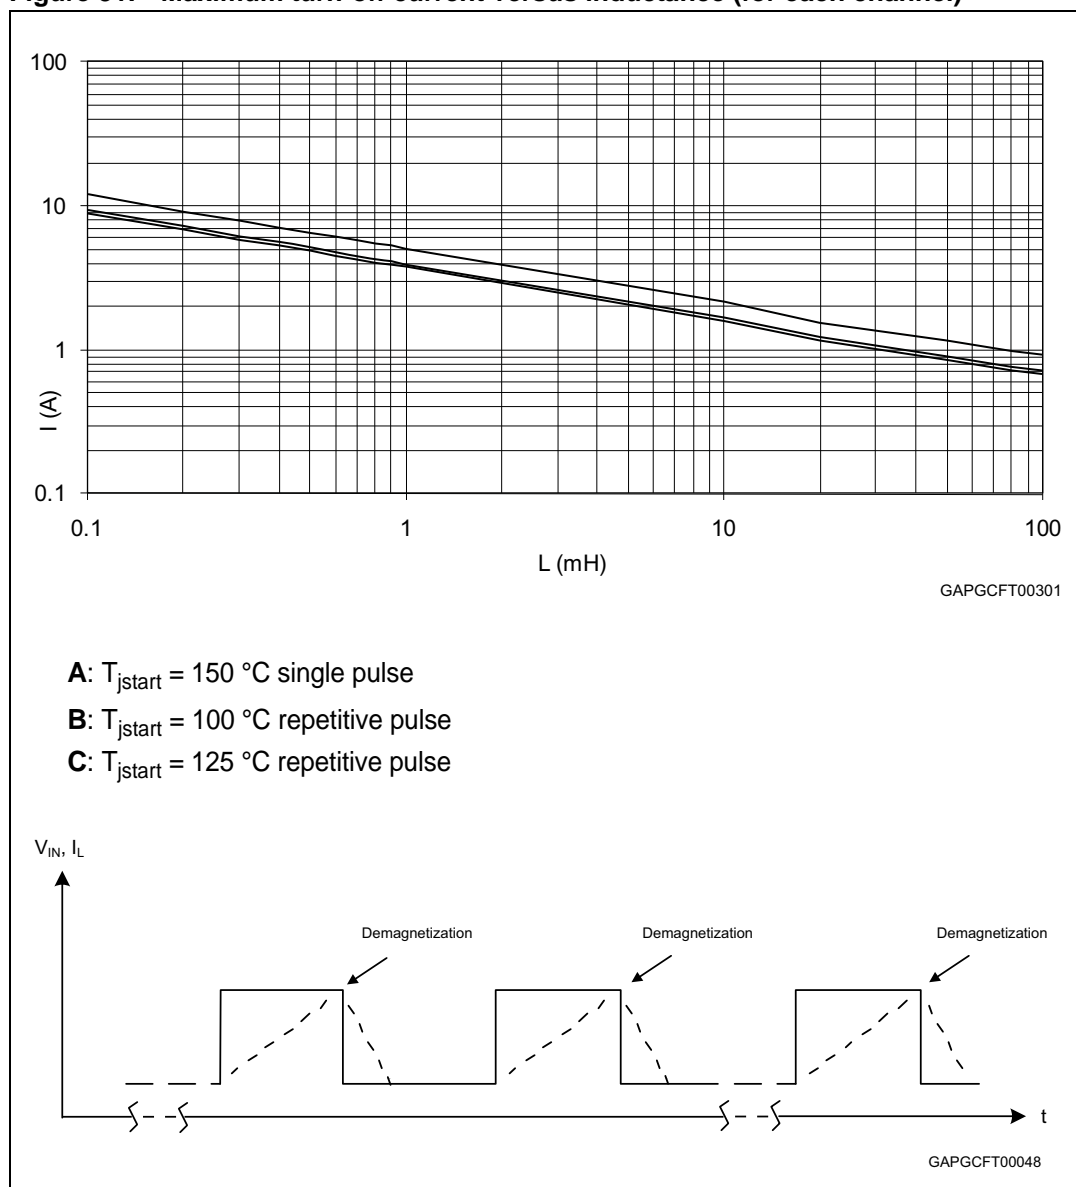 100
10
1
0.1
I (A)
0.1 1 10 100
L (mH)
GAPGCFT00301
A: Tjstart = 150 °C single pulse
B: Tjstart = 100 °C repetitive pulse
C: Tjstart = 125 °C repetitive pulse
VIN, IL
Demagnetization Demagnetization Demagnetization
t
GAPGCFT00048